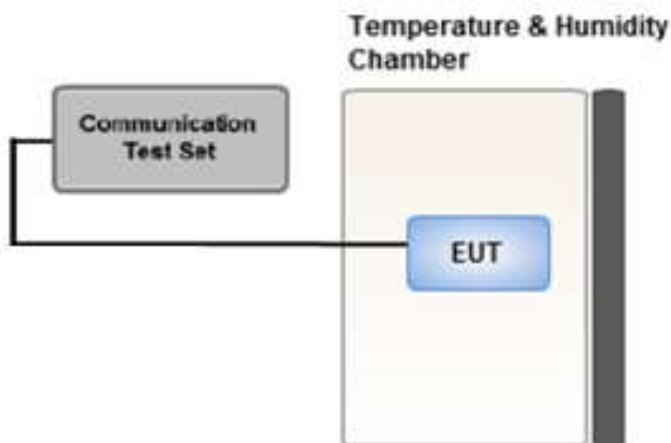 Temperature & Humidity
Chamber
Communication
Test Set
EUT